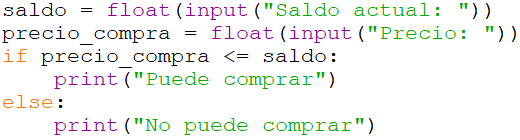 saldo = float(input("Saldo actual: "))
precio_compra = float(input("Precio: "))
if precio_compra <= saldo:
    print("Puede comprar")
else:
    print("No puede comprar")